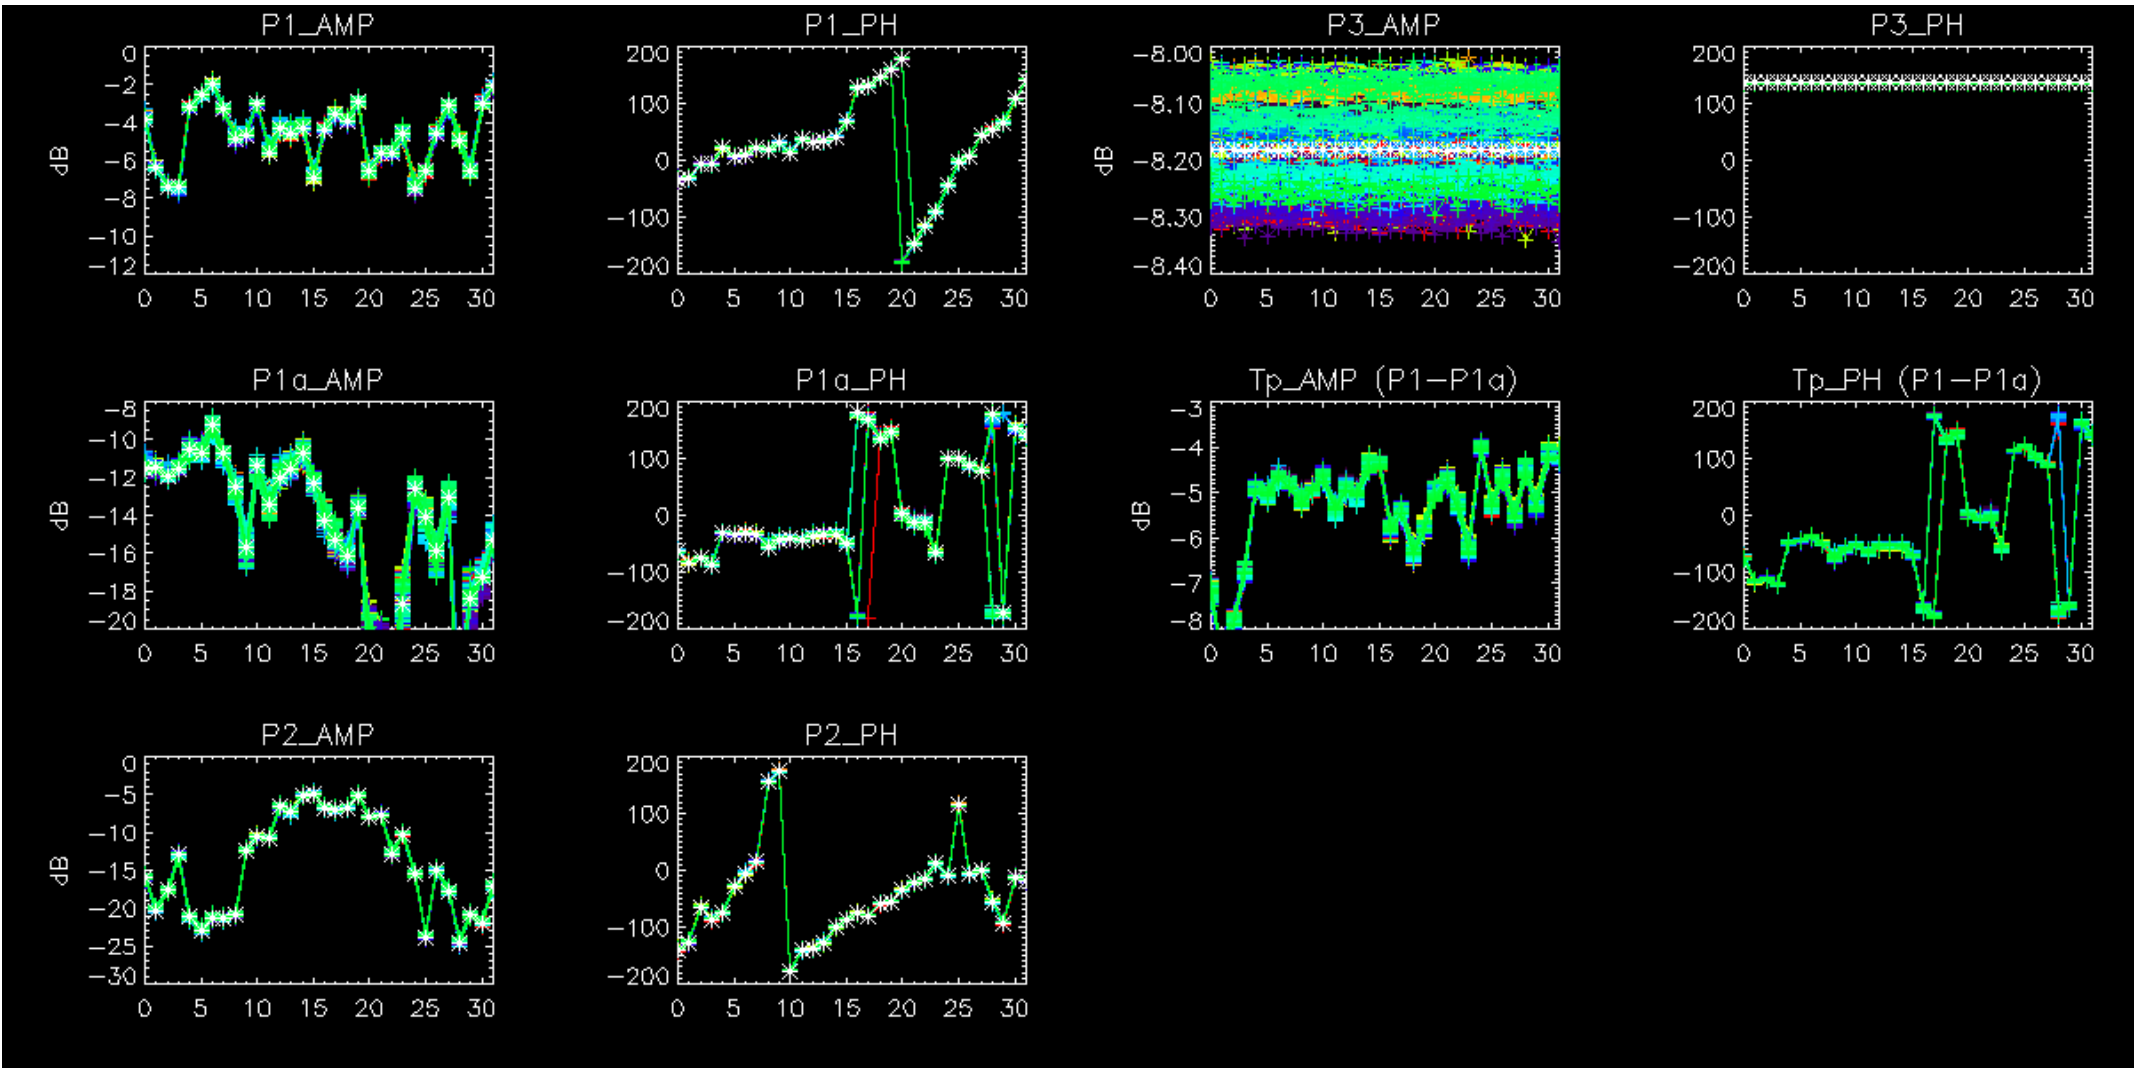 P1_AMP
P1_PH
P3_AMP
P3_PH
0
−2
−4
−6
−8
−10
−12
dB
0 5 10 15 20 25 30
200
100
0
−100
−200
0 5 10 15 20 25 30
−8.00
−8.10
−8.20
−8.30
−8.40
dB
0 5 10 15 20 25 30
200
100
0
−100
−200
0 5 10 15 20 25 30
P1a_AMP
P1a_PH
Tp_AMP (P1−P1a)
Tp_PH (P1−P1a)
−8
−10
−12
−14
−16
−18
−20
dB
0 5 10 15 20 25 30
200
100
0
−100
−200
0 5 10 15 20 25 30
−3
−4
−5
−6
−7
−8
dB
0 5 10 15 20 25 30
200
100
0
−100
−200
0 5 10 15 20 25 30
P2_AMP
P2_PH
0
−5
−10
−15
−20
−25
−30
dB
0 5 10 15 20 25 30
200
100
0
−100
−200
0 5 10 15 20 25 30